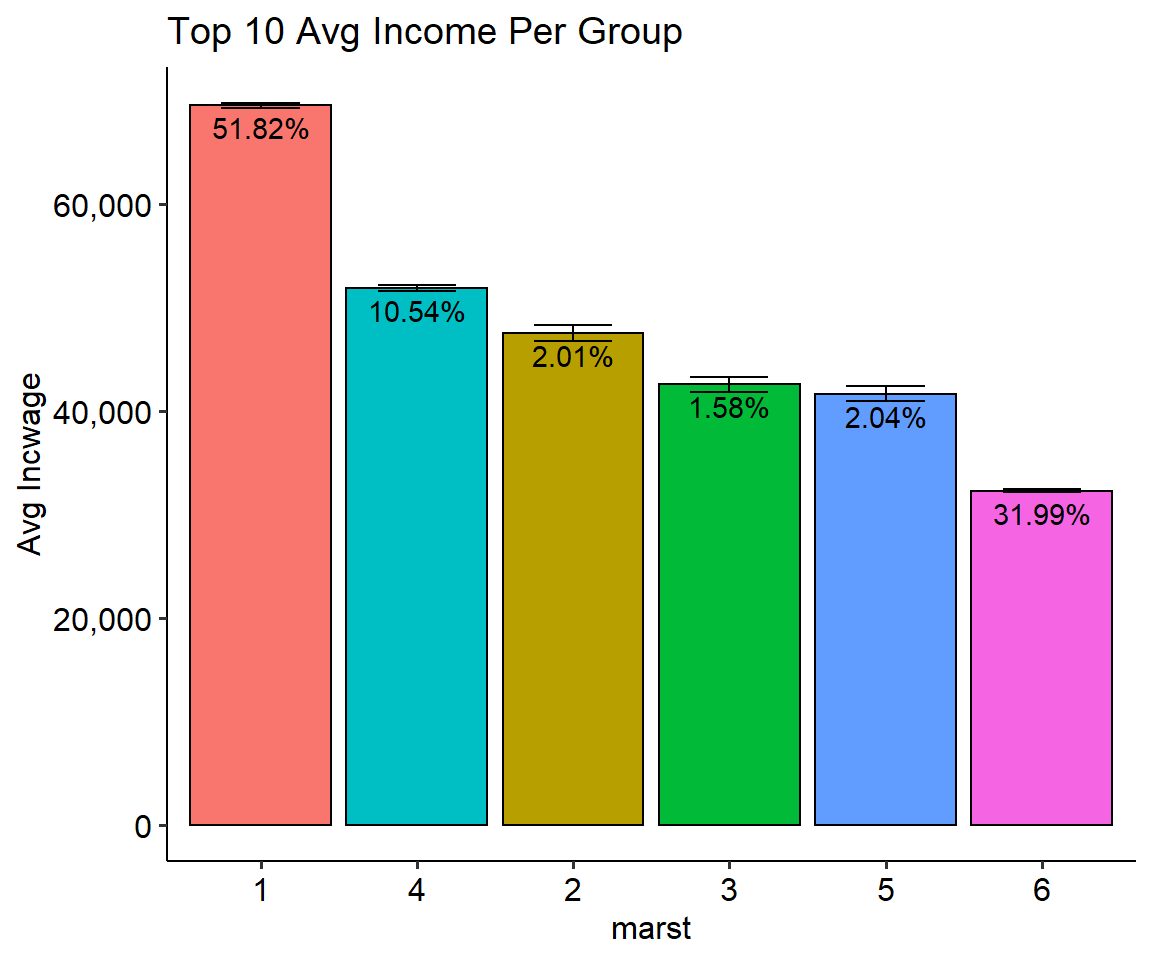 Top 10 Avg Income Per Group
51.82%
60,000
10.54%
2.01%
1.58%
2.04%
40,000
31.99%
20,000
0
Avg Incwage
1 4 2 3 5 6
marst